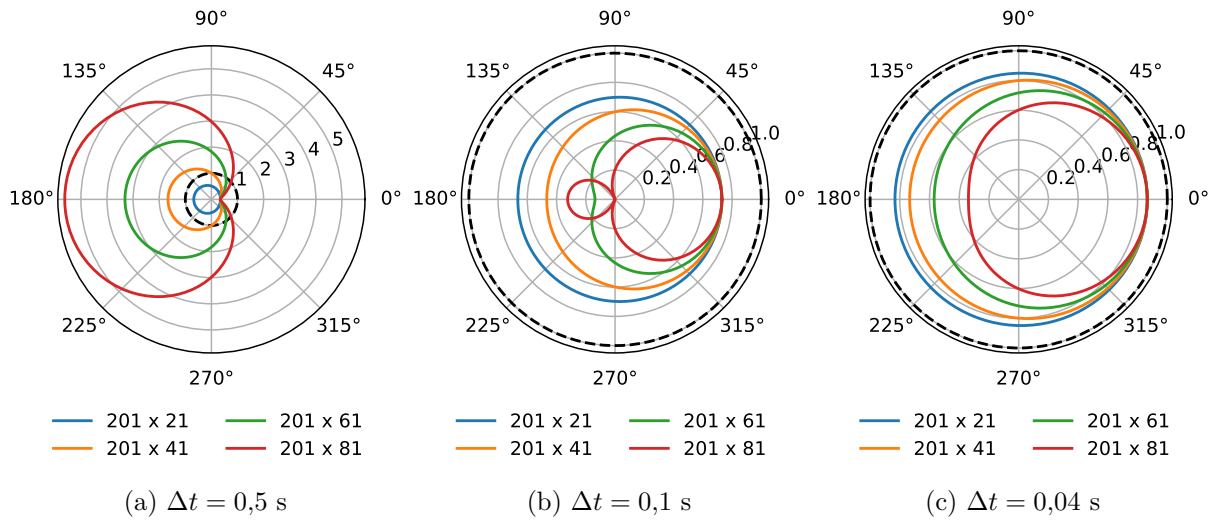 90° 90° 90°
135° 45° 135° 45° 135° 45°
5 4 3 2 1
1.0 0.8 0.6 0.4 0.2
1.0 0.8 0.6 0.4 0.2
180° 0° 180° 0° 180° 0°
225° 315° 225° 315° 225° 315°
270° 270° 270°
201 x 21 201 x 61 201 x 21 201 x 61 201 x 21 201 x 61
201 x 41 201 x 81 201 x 41 201 x 81 201 x 41 201 x 81
(a) Δt = 0,5 s (b) Δt = 0,1 s (c) Δt = 0,04 s